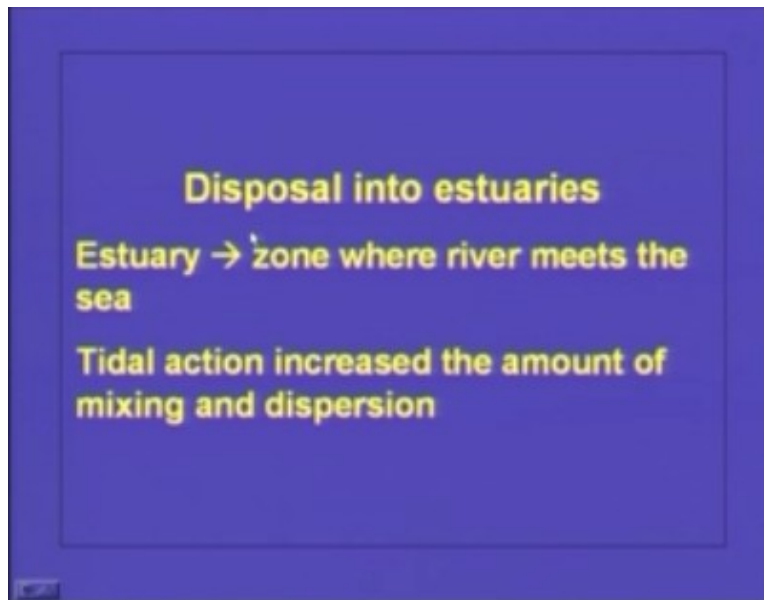 Disposal into estuaries
Estuary → zone where river meets the
sea
Tidal action increased the amount of
mixing and dispersion